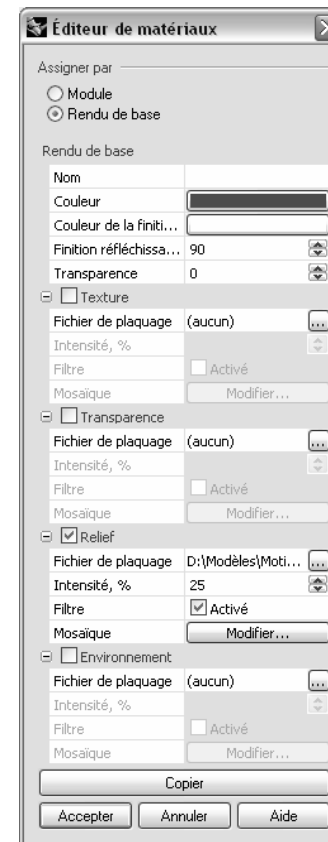 Éditeur de matériaux
Assigner par
Module
Rendu de base
Rendu de base
Nom
Couleur
Couleur de la finiti...
Finition réfléchissa... 90
Transparence 0
Texture
Fichier de plaquage (aucun) ...
Intensité, %
Filtre Activé
Mosaïque Modifier...
Transparence
Fichier de plaquage (aucun) ...
Intensité, %
Filtre Activé
Mosaïque Modifier...
Relief
Fichier de plaquage D:\Modèles\Moti... ...
Intensité, % 25
Filtre Activé
Mosaïque Modifier...
Environnement
Fichier de plaquage (aucun) ...
Intensité, %
Filtre Activé
Mosaïque Modifier...
Copier
Accepter Annuler Aide